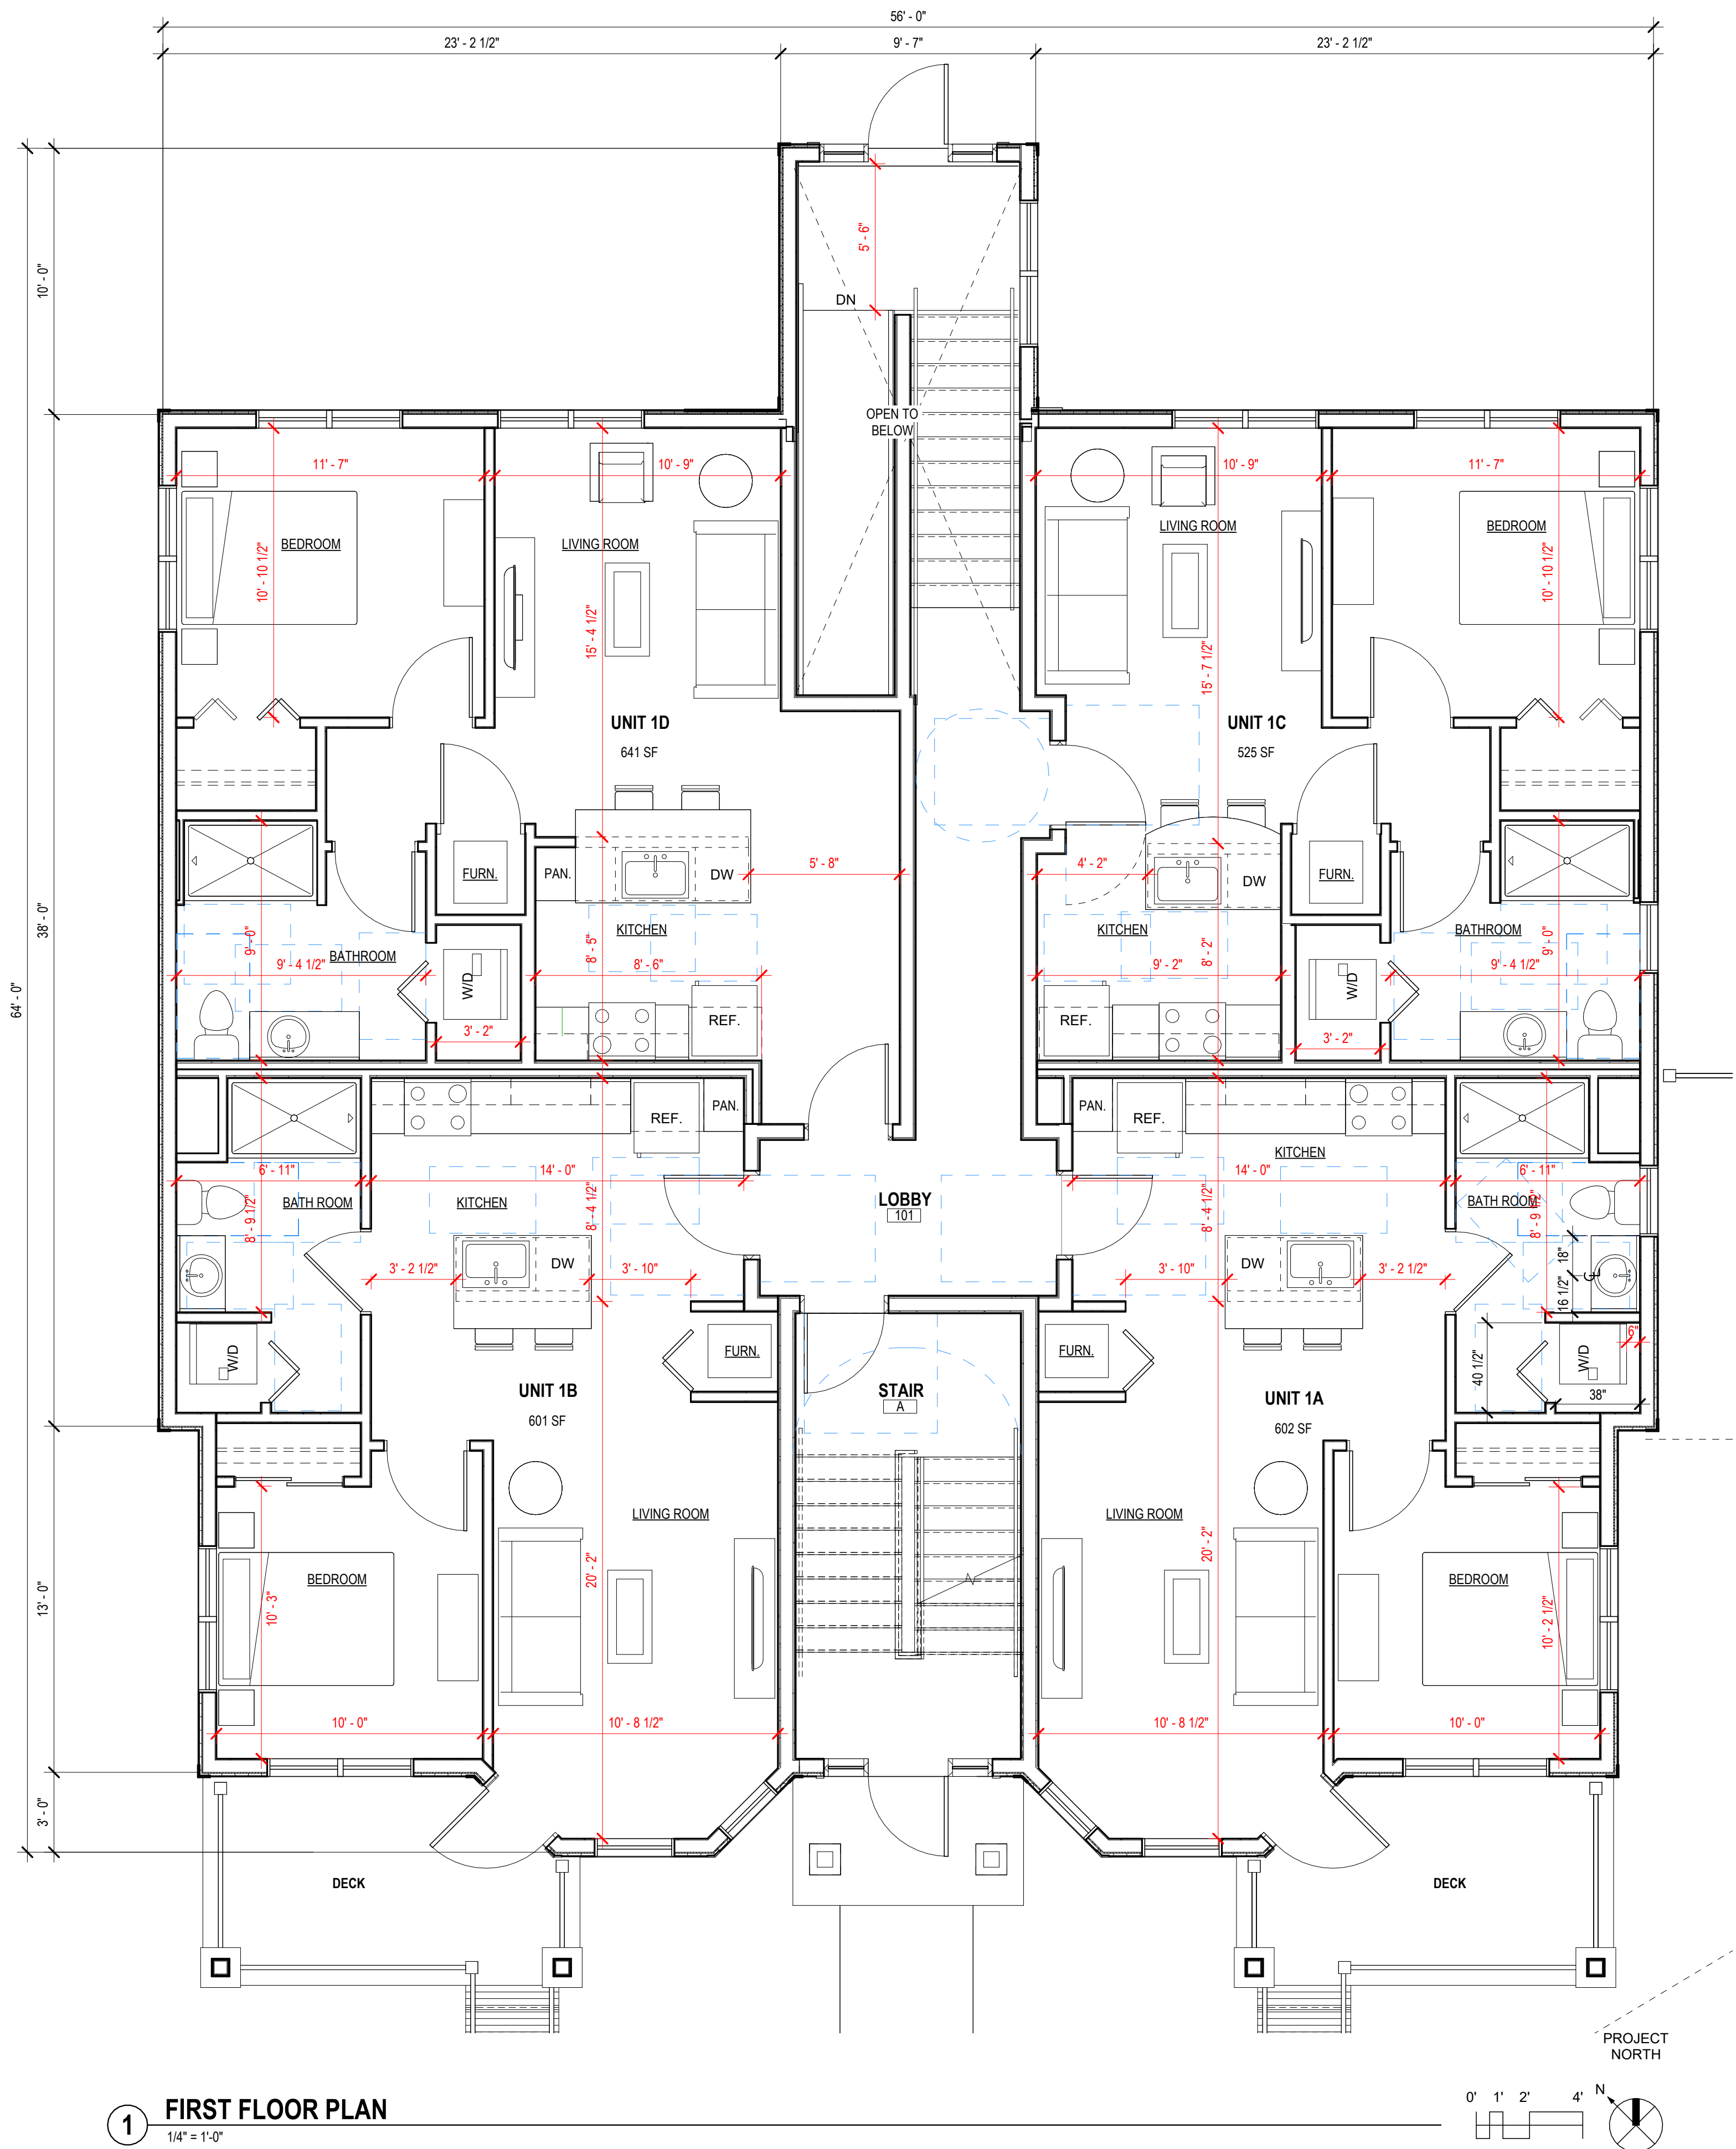 56' - 0"
23' - 2 1/2"
9' - 7"
23' - 2 1/2"
10' - 0"
5' - 6"
DN
OPEN TO
BELOW
11' - 7"
10' - 9"
10' - 9"
11' - 7"
BEDROOM
LIVING ROOM
LIVING ROOM
BEDROOM
10' - 10 1/2"
15' - 4 1/2"
15' - 7 1/2"
10' - 10 1/2"
UNIT 1D
641 SF
UNIT 1C
525 SF
38' - 0"
64' - 0"
FURN.
PAN.
DW
5' - 8"
4' - 2"
DW
FURN.
KITCHEN
KITCHEN
9' - 0"
BATHROOM
8' - 5"
8' - 2"
BATHROOM
9' - 0"
9' - 4 1/2"
W/D
8' - 6"
9' - 2"
W/D
9' - 4 1/2"
3' - 2"
REF.
REF.
3' - 2"
REF.
PAN.
PAN.
REF.
6' - 11"
14' - 0"
KITCHEN
14' - 0"
6' - 11"
BATH ROOM
KITCHEN
LOBBY
101
BATH ROOM
8' - 9 1/2"
8' - 4 1/2"
8' - 4 1/2"
8' - 9 1/2"
3' - 2 1/2"
DW
3' - 10"
3' - 10"
DW
3' - 2 1/2"
18"
16 1/2"
CL
6"
W/D
FURN.
FURN.
40 1/2"
W/D
38"
UNIT 1B
601 SF
STAIR
A
UNIT 1A
602 SF
LIVING ROOM
LIVING ROOM
BEDROOM
BEDROOM
13' - 0"
10' - 3"
20' - 2"
20' - 2"
10' - 2 1/2"
10' - 0"
10' - 8 1/2"
10' - 8 1/2"
10' - 0"
3' - 0"
DECK
DECK
PROJECT
NORTH
1
FIRST FLOOR PLAN
1/4" = 1'-0"
0' 1' 2' 4'
N